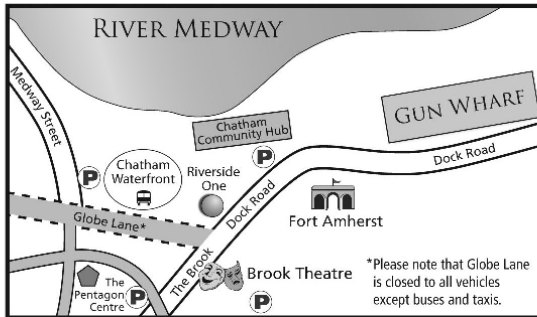 RIVER MEDWAY
Medway Street
GUN WHARF
Chatham
Community Hub
P
Dock Road
P
Chatham
Waterfront
Riverside
One
Dock Road
Fort Amherst
Globe Lane*
The Brook
Brook Theatre
The
Pentagon
Centre
P
P
*Please note that Globe Lane
is closed to all vehicles
except buses and taxis.